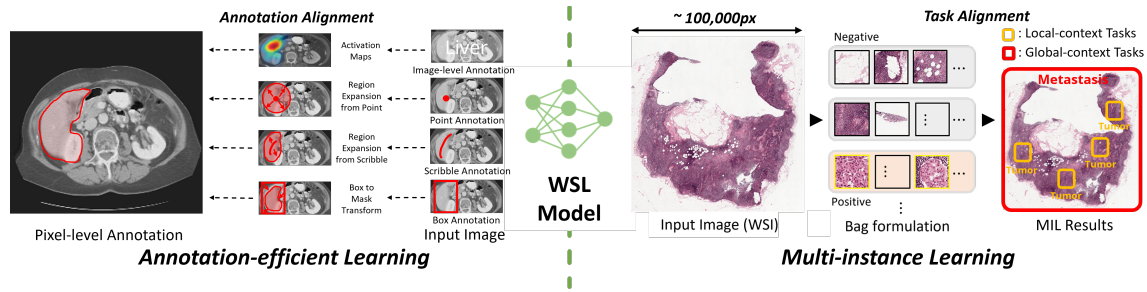 Annotation Alignment
Activation
Maps
Liver
Image-level Annotation
Region
Expansion
from Point
Point Annotation
Region
Expansion
from Scribble
Scribble Annotation
Box to
Mask
Transform
Box Annotation
Pixel-level Annotation
Input Image
Annotation-efficient Learning
WSL
Model
~ 100,000px
Input Image (WSI)
Task Alignment
Negative
...
...
...
Positive
Bag formulation
: Local-context Tasks
: Global-context Tasks
Metastasis
Tumor
Tumor
Tumor
Tumor
MIL Results
Multi-instance Learning